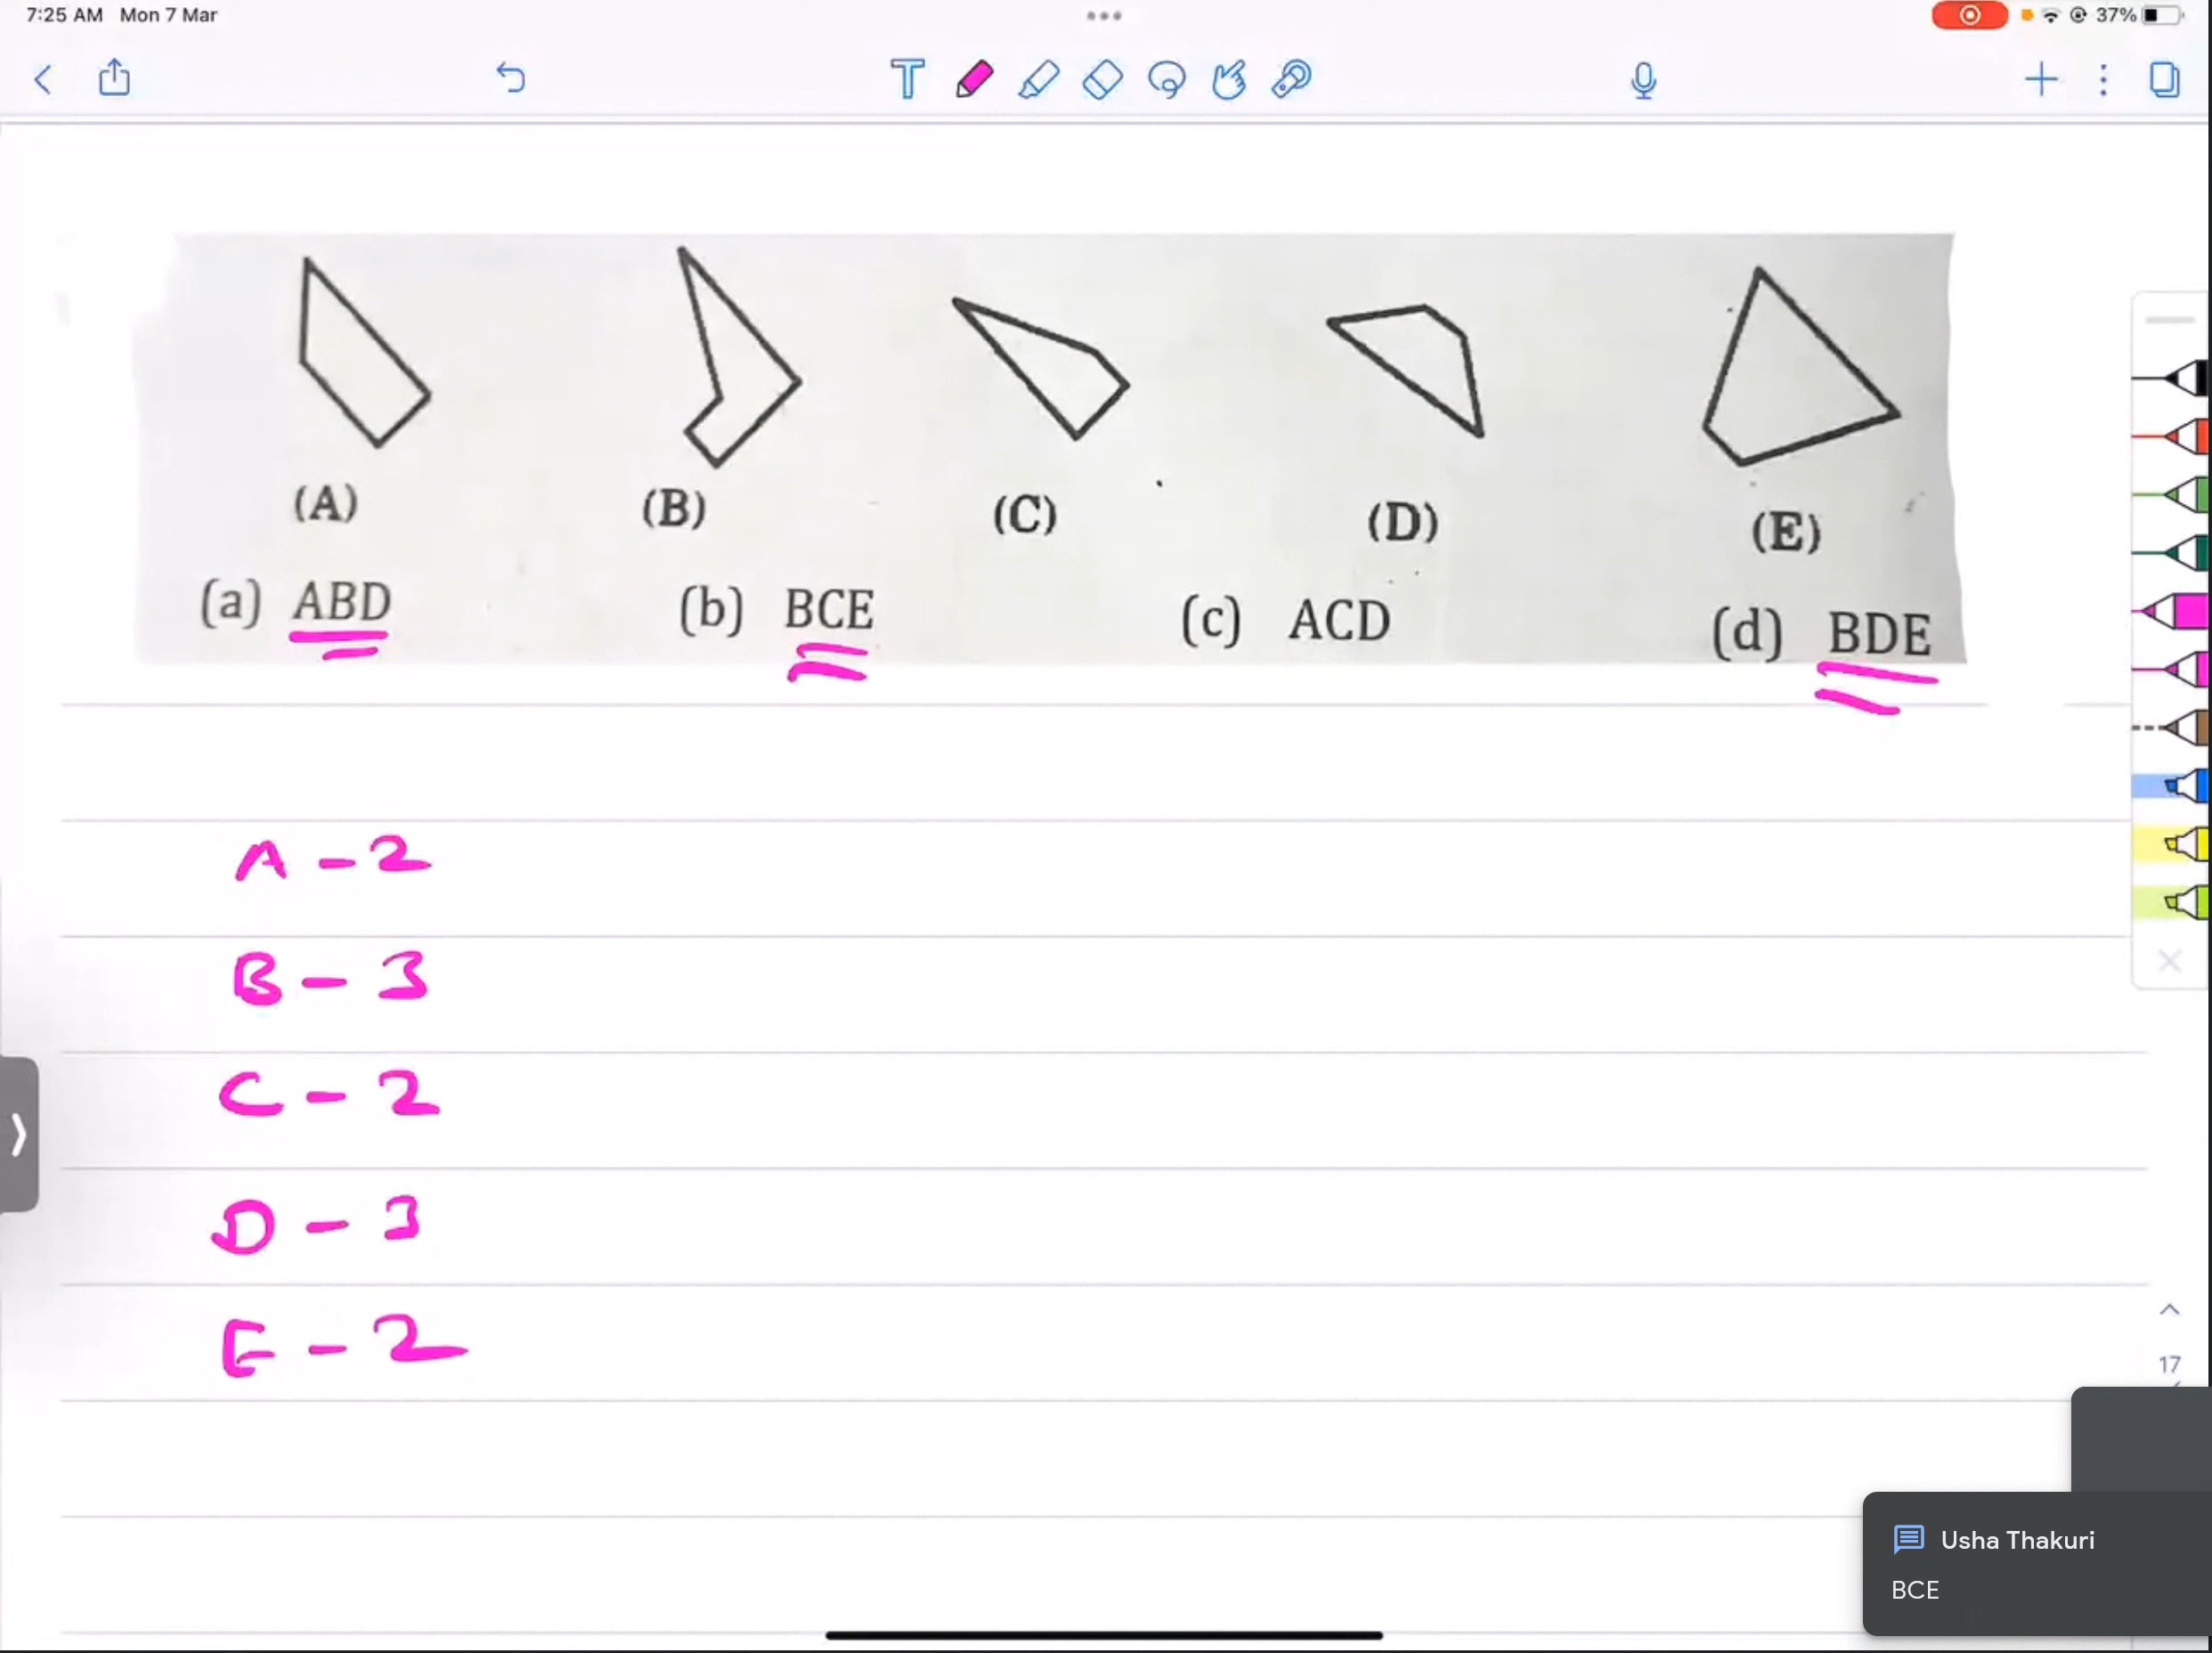 7:25 AM Mon 7 Mar
37%
T
(A) (B) (C) (D) (E)
(a) ABD (b) BCE (c) ACD (d) BDE
A - 2
B - 3
C - 2
D - 3
E - 2
17
Usha Thakuri
BCE